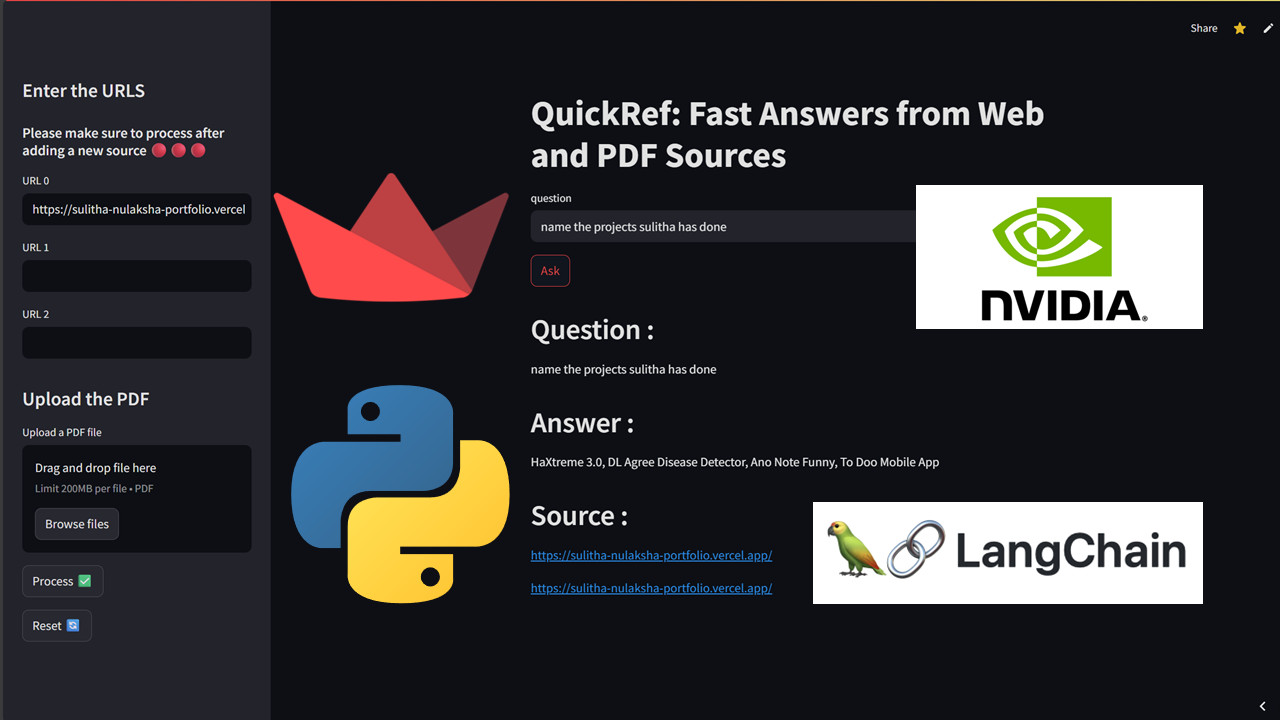 Share
Enter the URLS
Please make sure to process after
adding a new source
URL 0
https://sulitha-nulaksha-portfolio.vercel
URL 1
URL 2
Upload the PDF
Upload a PDF file
Drag and drop file here
Limit 200MB per file • PDF
Browse files
Process
Reset
QuickRef: Fast Answers from Web
and PDF Sources
question
name the projects sulitha has done
Ask
NVIDIA®
Question :
name the projects sulitha has done
Answer :
HaXtreme 3.0, DL Agree Disease Detector, Ano Note Funny, To Doo Mobile App
Source :
https://sulitha-nulaksha-portfolio.vercel.app/
https://sulitha-nulaksha-portfolio.vercel.app/
LangChain